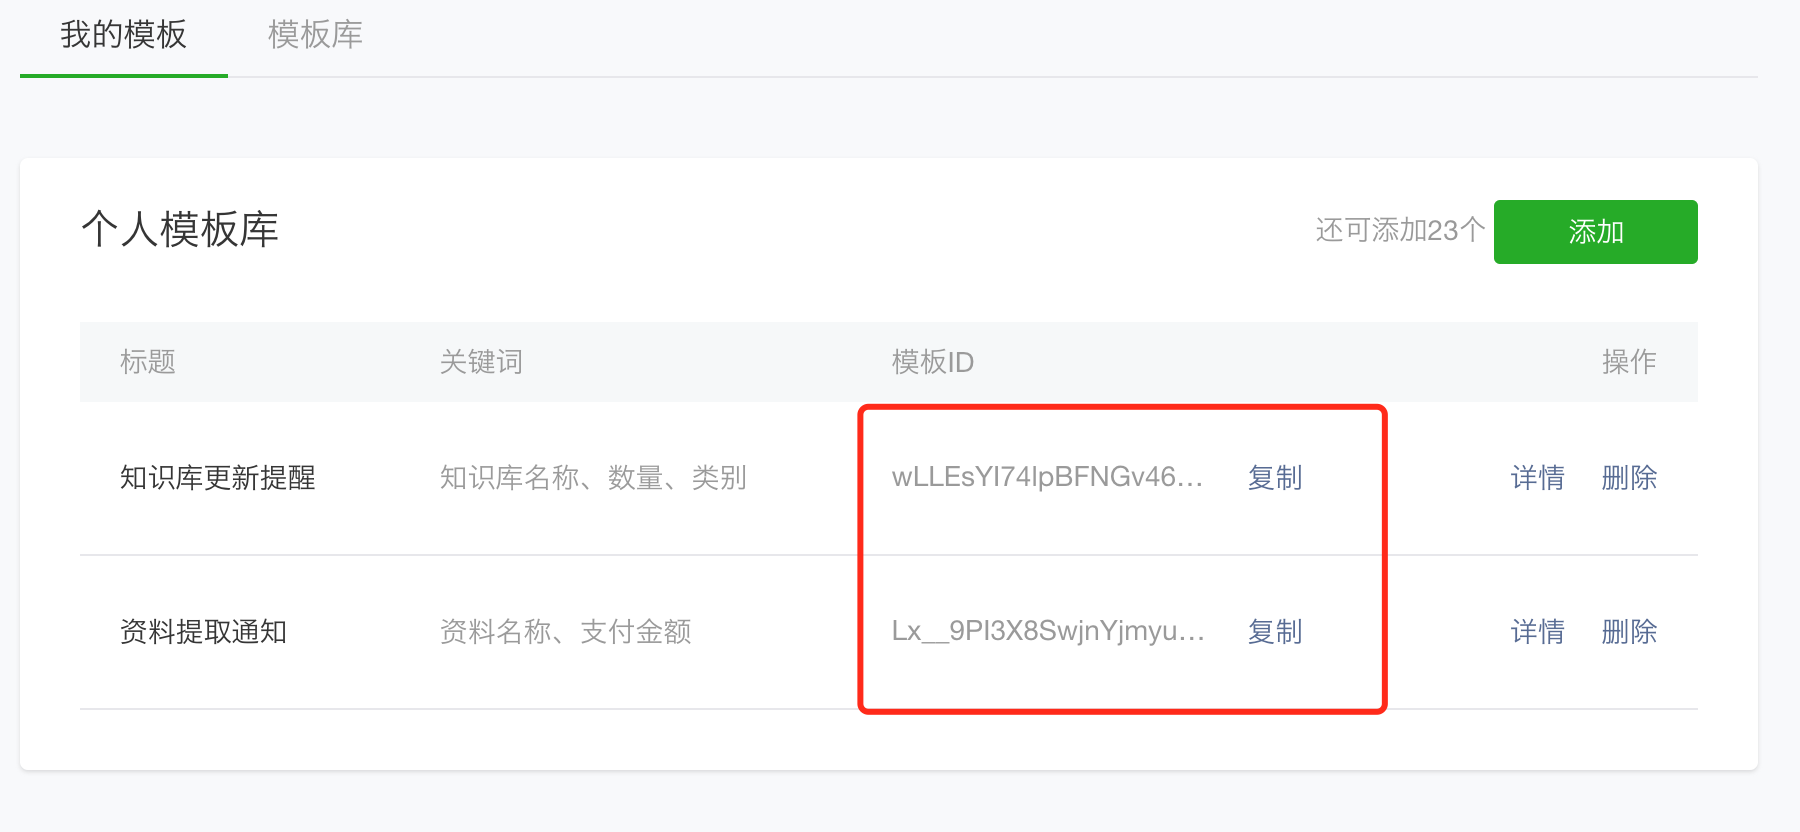 我的模板 模板库
个人模板库 还可添加23个 添加
标题 关键词 模板ID 操作
知识库更新提醒 知识库名称、数量、类别 wLLEsYI74lpBFNGv46... 复制 详情 删除
资料提取通知 资料名称、支付金额 Lx__9PI3X8SwjnYjmyu... 复制 详情 删除